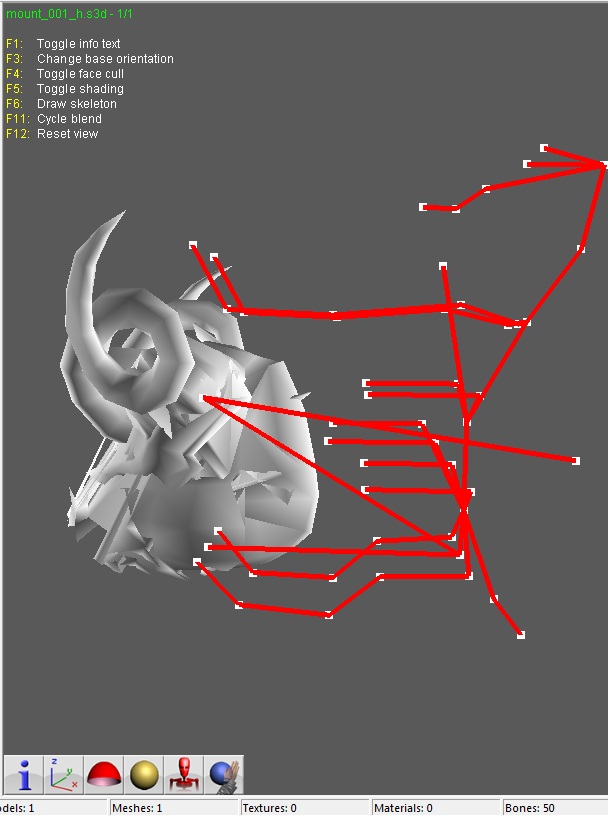 mount_001_h.s3d - 1/1
F1: Toggle info text
F3: Change base orientation
F4: Toggle face cull
F5: Toggle shading
F6: Draw skeleton
F11: Cycle blend
F12: Reset view
z
y
x
odels: 1 Meshes: 1 Textures: 0 Materials: 0 Bones: 50